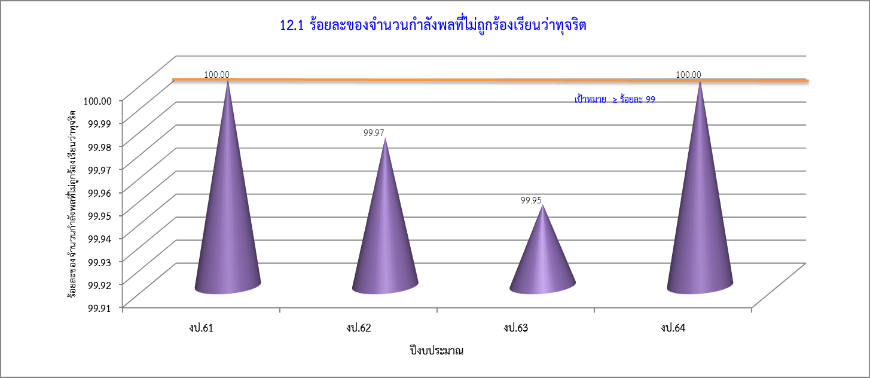 12.1 ร้อยละของจำนวนกำลังพลที่ไม่ถูกร้องเรียนว่าทุจริต
100.00
100.00
เป้าหมาย ≥ ร้อยละ 99
99.97
99.95
ร้อยละของจำนวนกำลังพลที่ไม่ถูกร้องเรียนว่าทุจริต
100.00
99.99
99.98
99.97
99.96
99.95
99.94
99.93
99.92
99.91
งป.61
งป.62
งป.63
งป.64
ปีงบประมาณ